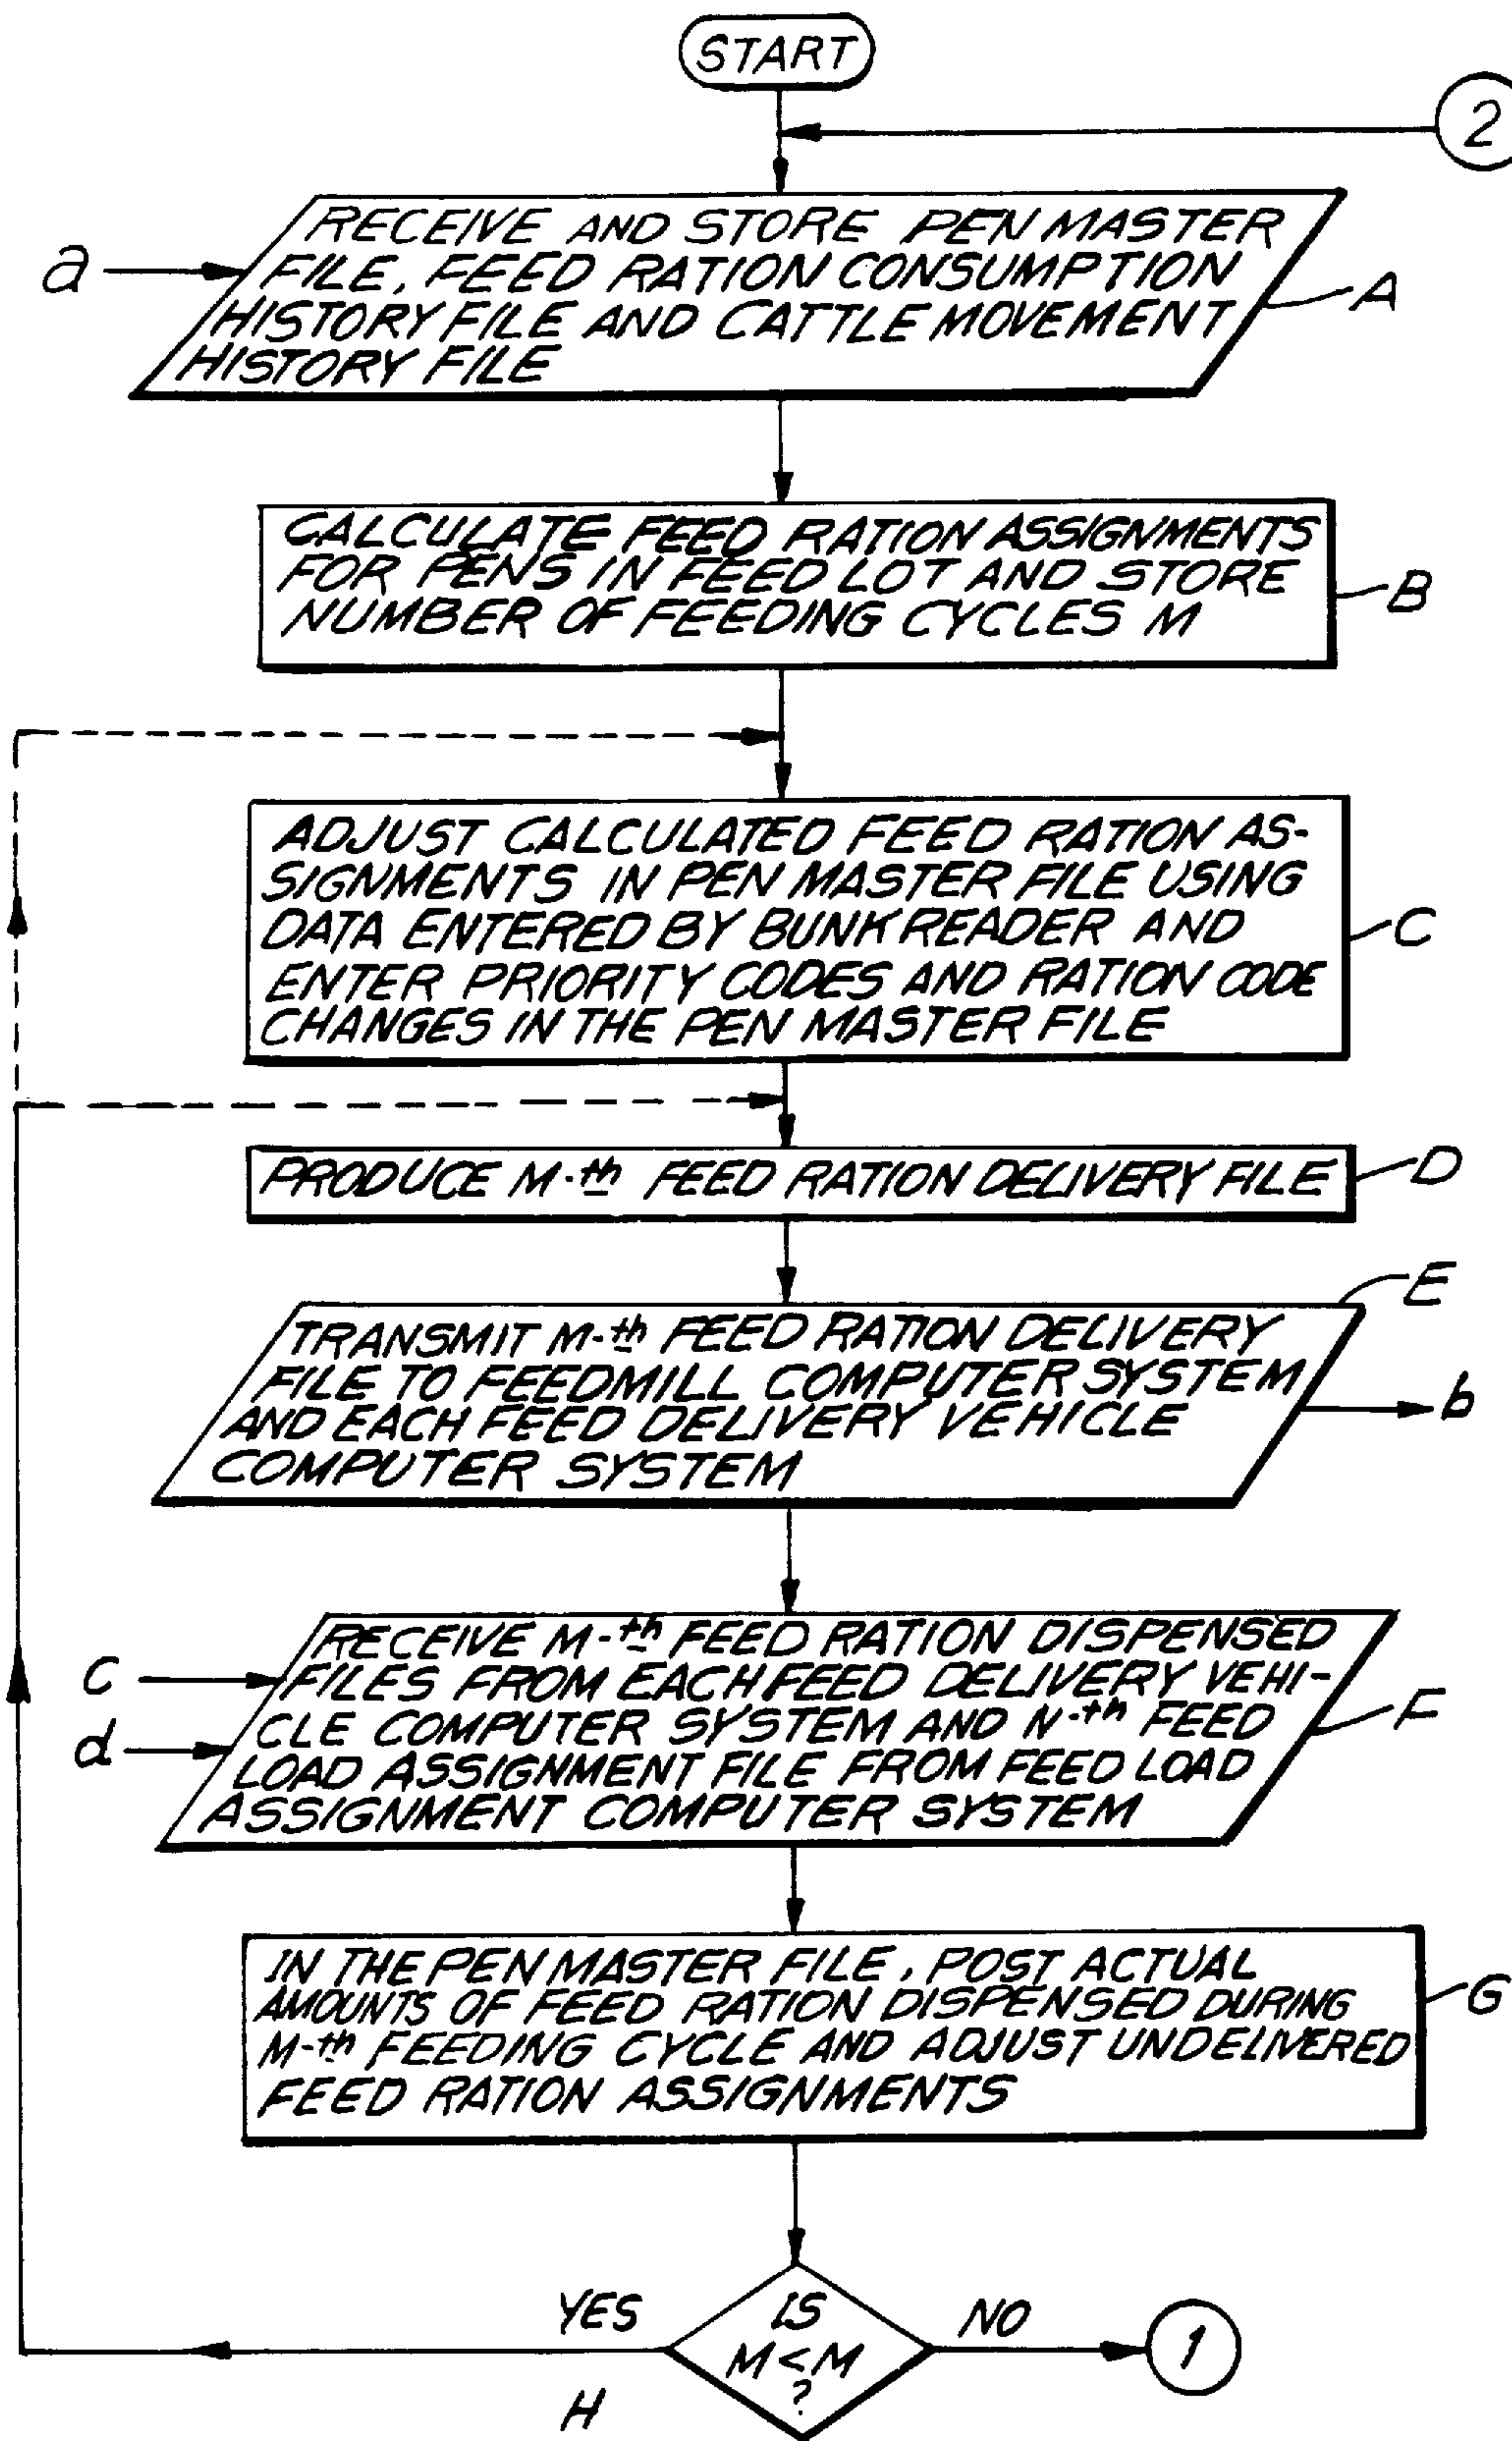 START
2
RECEIVE AND STORE PEN MASTER
FILE, FEED RATION CONSUMPTION
HISTORY FILE AND CATTLE MOVEMENT
HISTORY FILE
a
A
CALCULATE FEED RATION ASSIGNMENTS
FOR PENS IN FEED LOT AND STORE
NUMBER OF FEEDING CYCLES M
B
ADJUST CALCULATED FEED RATION AS-
SIGNMENTS IN PEN MASTER FILE USING
DATA ENTERED BY BUNK READER AND
ENTER PRIORITY CODES AND RATION CODE
CHANGES IN THE PEN MASTER FILE
C
PRODUCE M-th FEED RATION DELIVERY FILE
D
E
TRANSMIT M-th FEED RATION DELIVERY
FILE TO FEEDMILL COMPUTER SYSTEM
AND EACH FEED DELIVERY VEHICLE
COMPUTER SYSTEM
b
RECEIVE M-th FEED RATION DISPENSED
FILES FROM EACH FEED DELIVERY VEHI-
CLE COMPUTER SYSTEM AND N-th FEED
LOAD ASSIGNMENT FILE FROM FEED LOAD
ASSIGNMENT COMPUTER SYSTEM
c
d
F
IN THE PEN MASTER FILE, POST ACTUAL
AMOUNTS OF FEED RATION DISPENSED DURING
M-th FEEDING CYCLE AND ADJUST UNDELIVERED
FEED RATION ASSIGNMENTS
G
YES
IS
M<M
?
NO
1
H